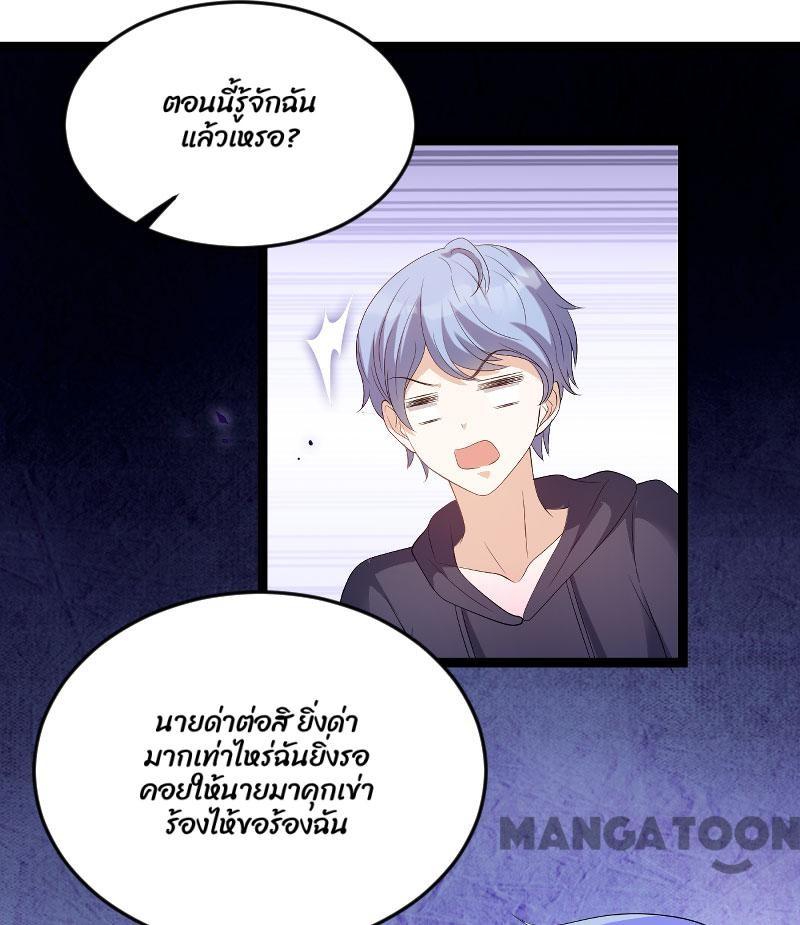 ตอนนี้รู้จักฉัน
แล้วเหรอ?
นายด่าต่อสิ ยิ่งด่า
มากเท่าไหร่ฉันยิ่งรอ
คอยให้นายมาคุกเข่า
ร้องไห้ขอร้องฉัน
MANGATOON